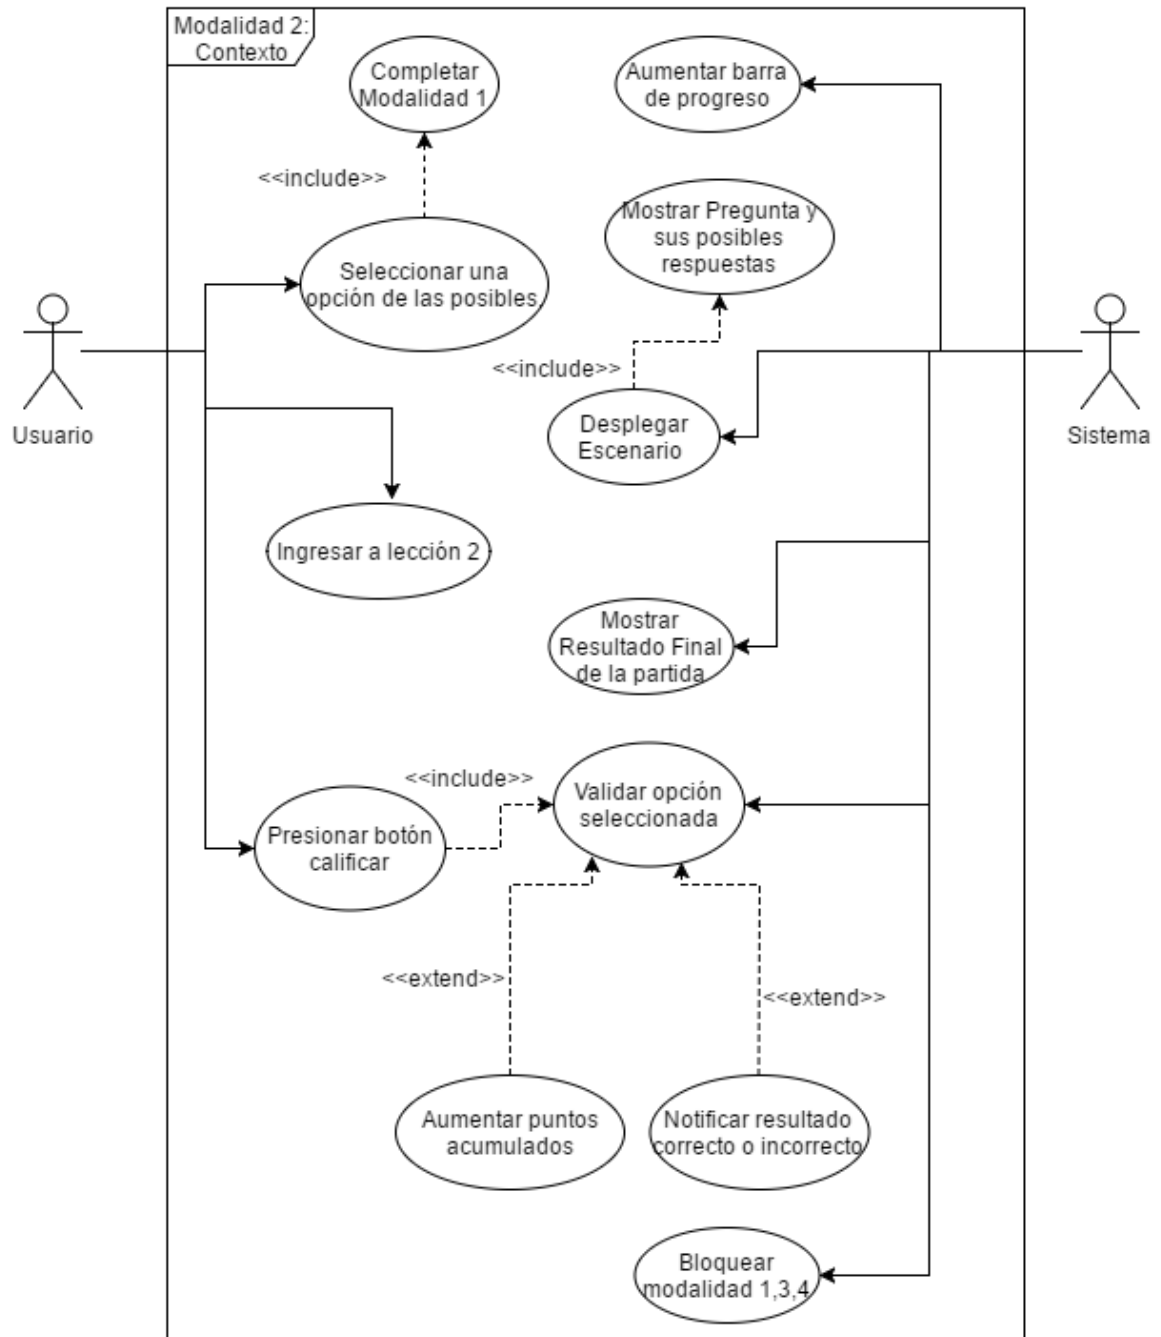 Modalidad 2:
Contexto
Completar
Modalidad 1
Aumentar barra
de progreso
<<include>>
Mostrar Pregunta y
sus posibles
respuestas
Seleccionar una
opción de las posibles.
<<include>>
Usuario
Desplegar
Escenario
Sistema
Ingresar a lección 2
Mostrar
Resultado Final
de la partida
<<include>>
Validar opción
seleccionada
Presionar botón
calificar
<<extend>>
<<extend>>
Aumentar puntos
acumulados
Notificar resultado
correcto o incorrecto
Bloquear
modalidad 1,3,4